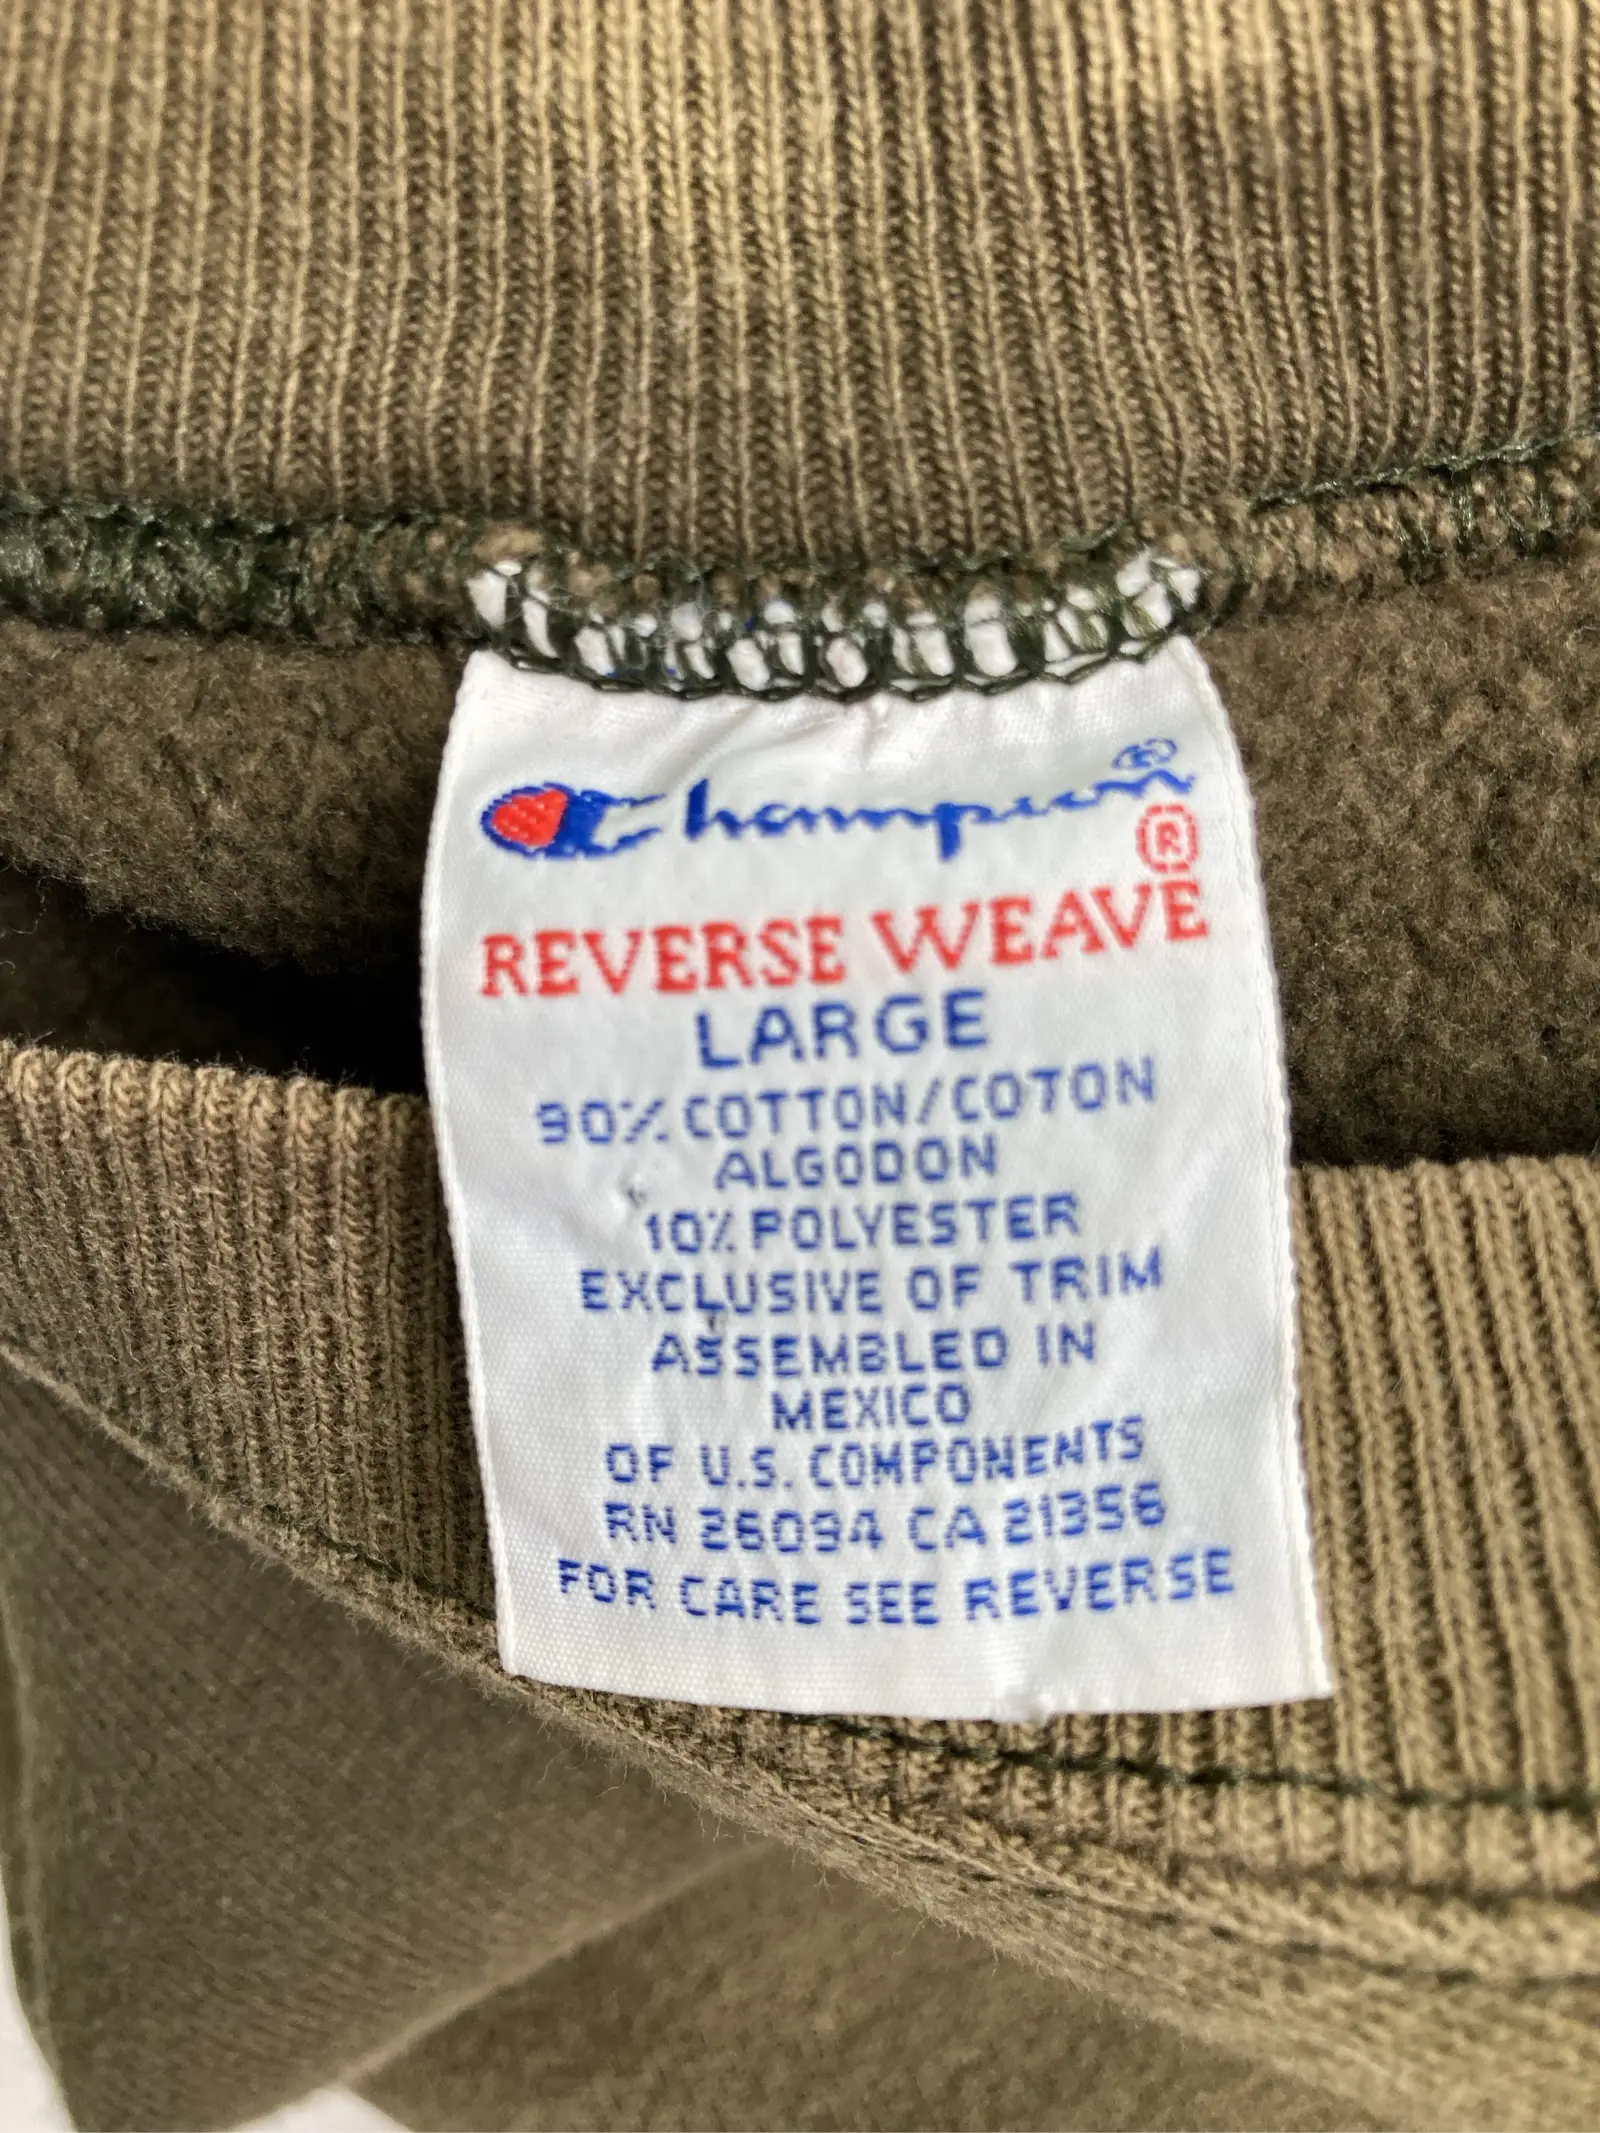 Champion®
®
REVERSE WEAVE
LARGE
90% COTTON/COTON
ALGODON
10% POLYESTER
EXCLUSIVE OF TRIM
ASSEMBLED IN
MEXICO
OF U.S. COMPONENTS
RN 26094 CA 21356
FOR CARE SEE REVERSE